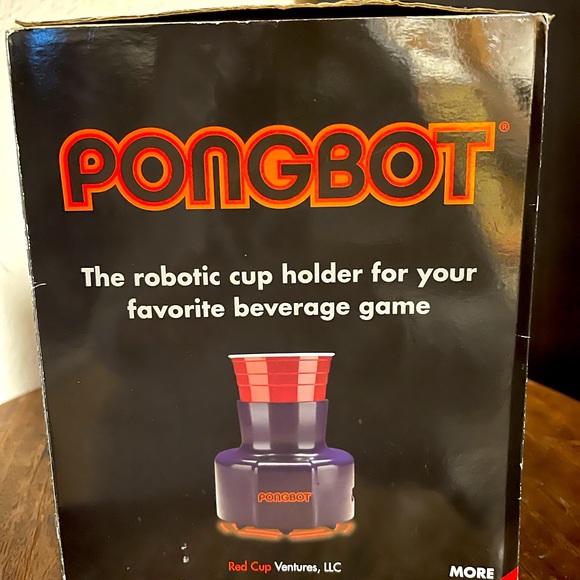 PONGBOT®
The robotic cup holder for your
favorite beverage game
PONGBOT
Red Cup Ventures, LLC
MORE